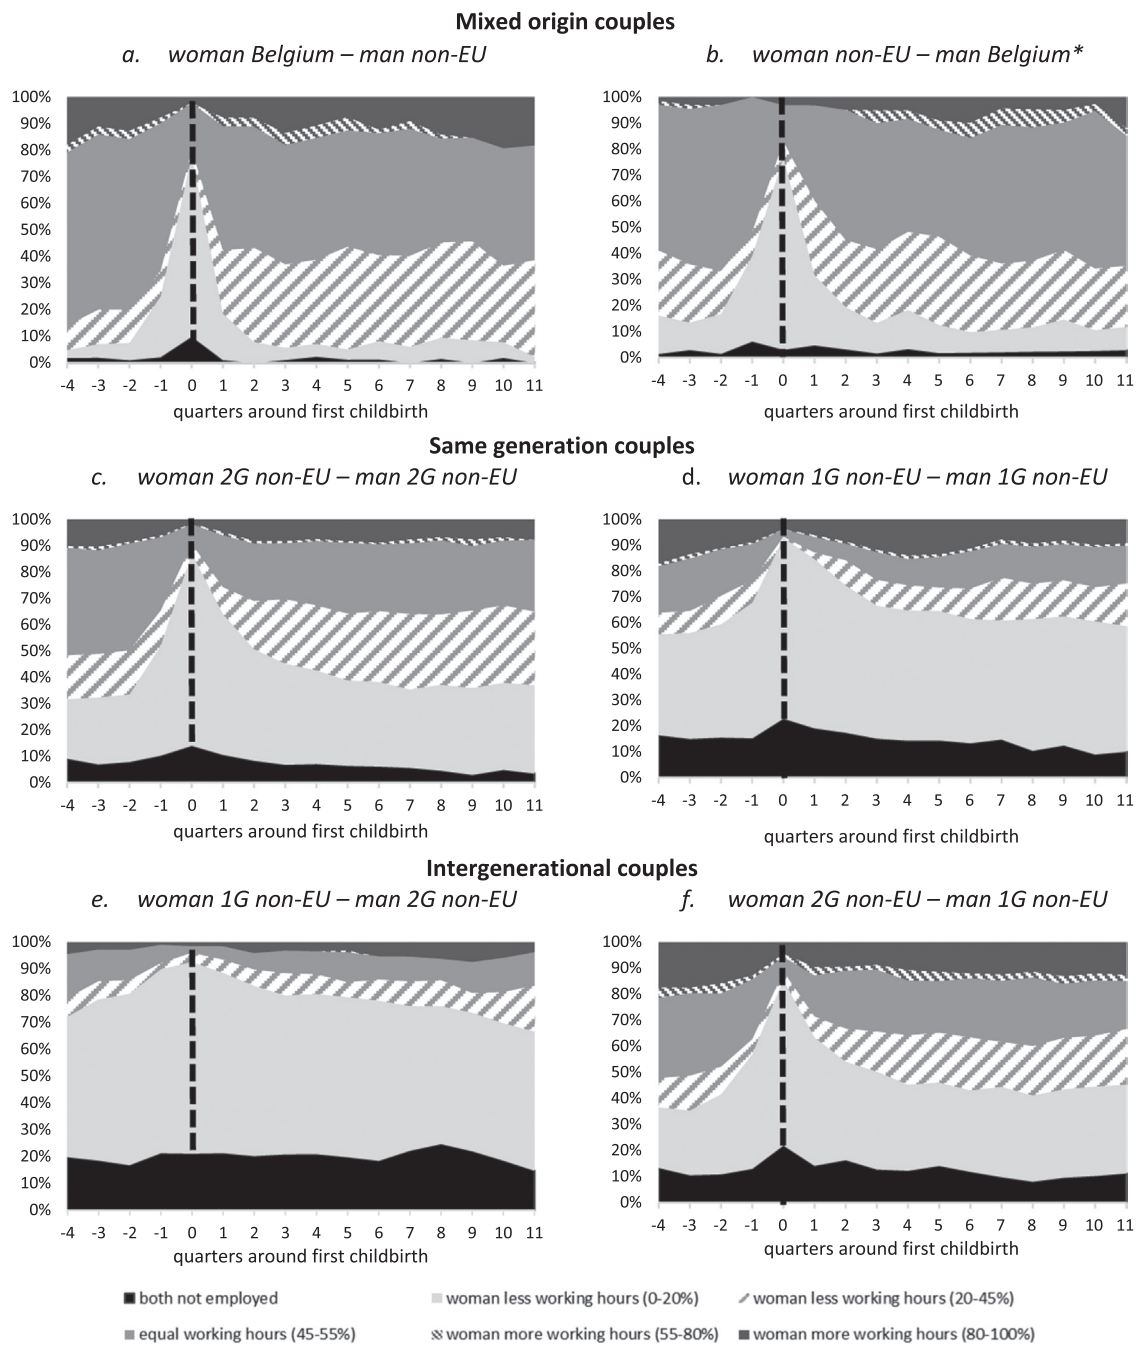 Mixed origin couples
a. woman Belgium – man non-EU
b. woman non-EU – man Belgium*
100%
90%
80%
70%
60%
50%
40%
30%
20%
10%
0%
-4 -3 -2 -1 0 1 2 3 4 5 6 7 8 9 10 11
quarters around first childbirth
100%
90%
80%
70%
60%
50%
40%
30%
20%
10%
0%
-4 -3 -2 -1 0 1 2 3 4 5 6 7 8 9 10 11
quarters around first childbirth
Same generation couples
c. woman 2G non-EU – man 2G non-EU
d. woman 1G non-EU – man 1G non-EU
100%
90%
80%
70%
60%
50%
40%
30%
20%
10%
0%
-4 -3 -2 -1 0 1 2 3 4 5 6 7 8 9 10 11
quarters around first childbirth
100%
90%
80%
70%
60%
50%
40%
30%
20%
10%
0%
-4 -3 -2 -1 0 1 2 3 4 5 6 7 8 9 10 11
quarters around first childbirth
Intergenerational couples
e. woman 1G non-EU – man 2G non-EU
f. woman 2G non-EU – man 1G non-EU
100%
90%
80%
70%
60%
50%
40%
30%
20%
10%
0%
-4 -3 -2 -1 0 1 2 3 4 5 6 7 8 9 10 11
quarters around first childbirth
100%
90%
80%
70%
60%
50%
40%
30%
20%
10%
0%
-4 -3 -2 -1 0 1 2 3 4 5 6 7 8 9 10 11
quarters around first childbirth
both not employed
woman less working hours (0-20%)
woman less working hours (20-45%)
equal working hours (45-55%)
woman more working hours (55-80%)
woman more working hours (80-100%)